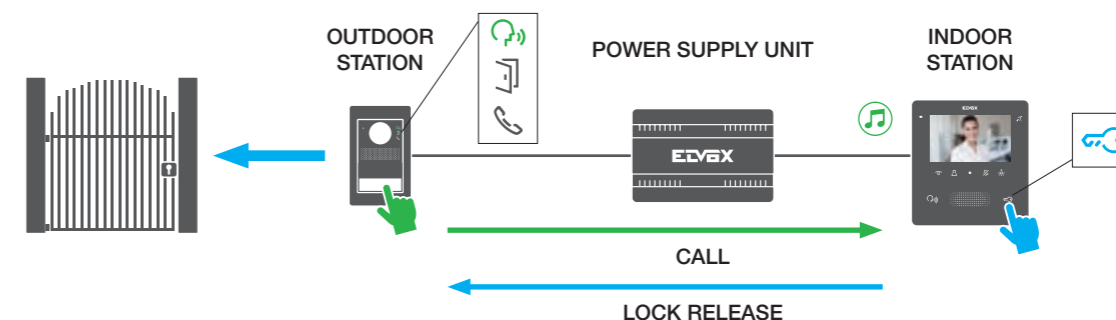 OUTDOOR
STATION
POWER SUPPLY UNIT
INDOOR
STATION
ELVOX
ELVOX
CALL
LOCK RELEASE